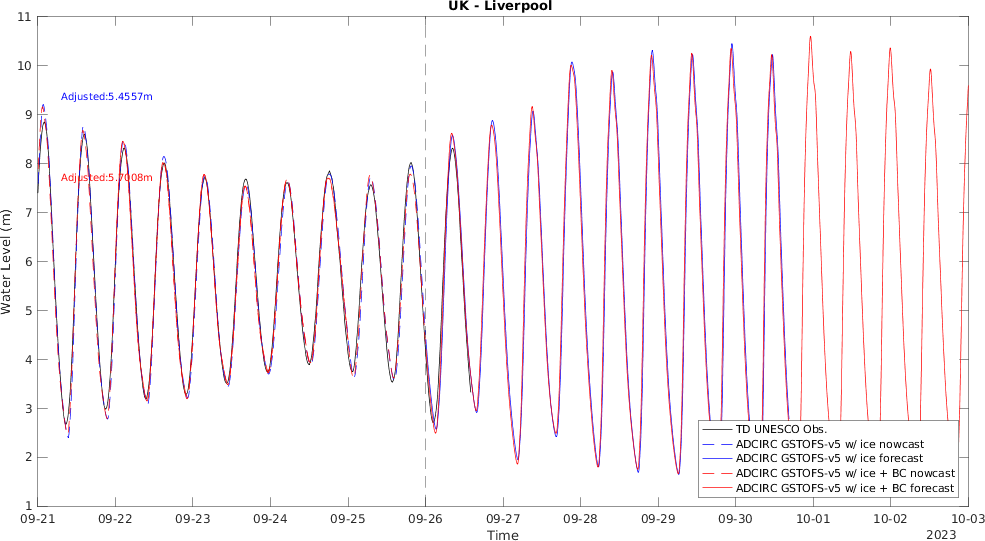 UK - Liverpool
11
10
9
8
7
6
5
4
3
2
1
Water Level (m)
Adjusted:5.4557m
Adjusted:5.7008m
TD UNESCO Obs.
ADCIRC GSTOFS-v5 w/ ice nowcast
ADCIRC GSTOFS-v5 w/ ice forecast
ADCIRC GSTOFS-v5 w/ ice + BC nowcast
ADCIRC GSTOFS-v5 w/ ice + BC forecast
09-21 09-22 09-23 09-24 09-25 09-26 09-27 09-28 09-29 09-30 10-01 10-02 10-03
Time
2023